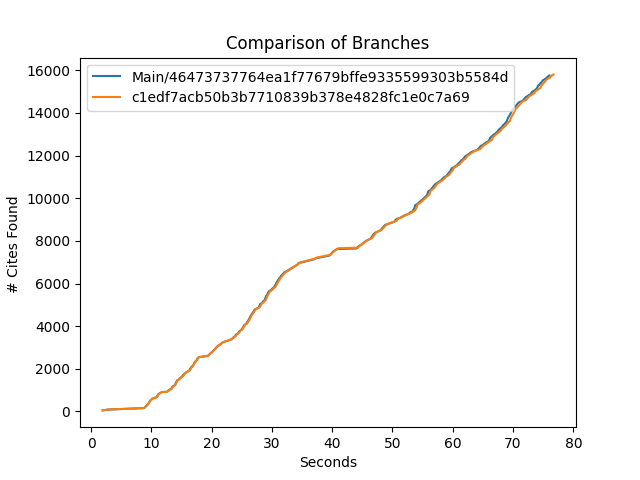 Comparison of Branches
Main/46473737764ea1f77679bffe9335599303b5584d
c1edf7acb50b3b7710839b378e4828fc1e0c7a69
# Cites Found
16000
14000
12000
10000
8000
6000
4000
2000
0
0 10 20 30 40 50 60 70 80
Seconds